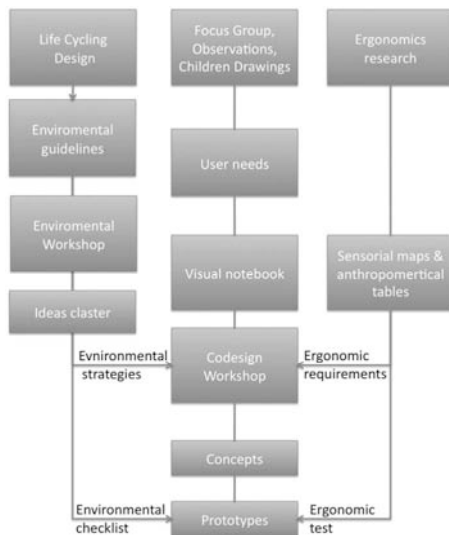 Life Cycling
Design
Focus Group,
Observations,
Children Drawings
Ergonomics
research
Enviromental
guidelines
User needs
Enviromental
Workshop
Visual notebook
Sensorial maps &
anthropomertical
tables
Ideas claster
Evnironmental
strategies
Codesign
Workshop
Ergonomic
requirements
Concepts
Environmental
checklist
Prototypes
Ergonomic
test